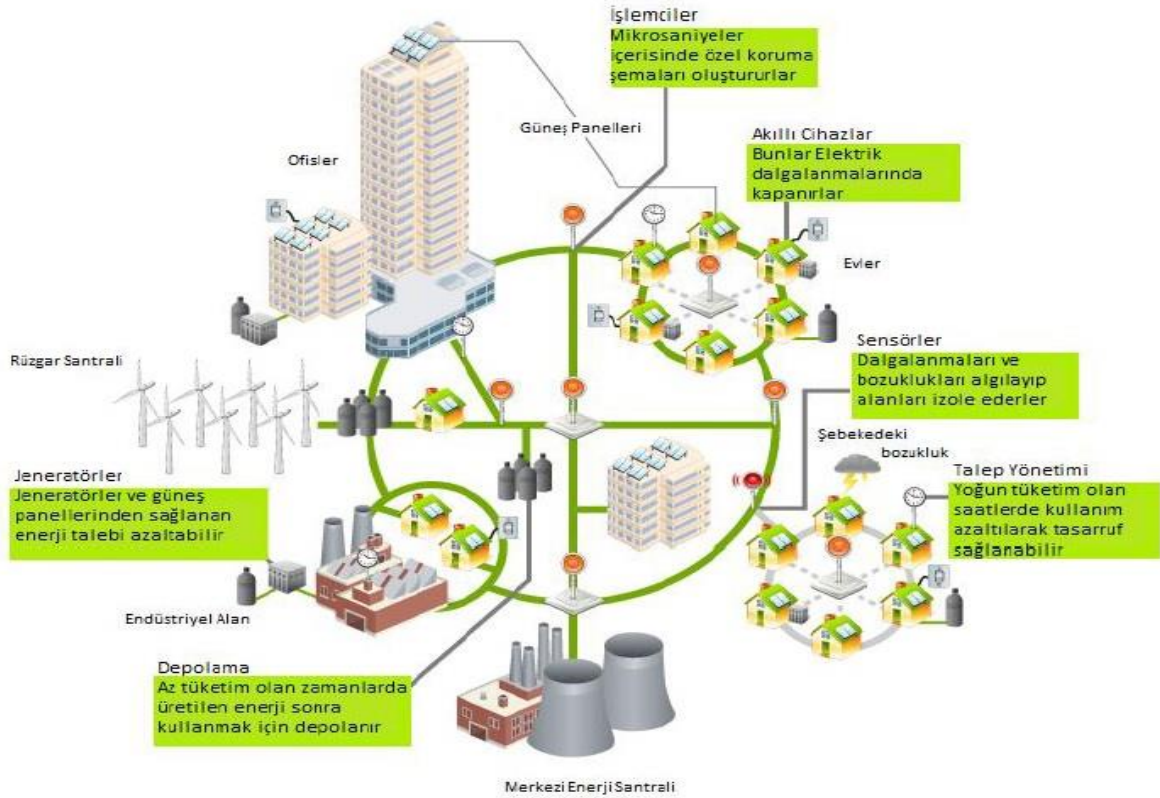 İşlemciler
Mikrosaniyeler
içerisinde özel koruma
şemaları oluştururlar
Güneş Panelleri
Akıllı Cihazlar
Bunlar Elektrik
dalgalanmalarında
kapanırlar
Ofisler
Evler
Sensörler
Dalgalanmaları ve
bozuklukları algılayıp
alanları izole ederler
Rüzgar Santrali
Şebekedeki
bozukluk
Talep Yönetimi
Yoğun tüketim olan
saatlerde kullanım
azaltılarak tasarruf
sağlanabilir
Jeneratörler
Jeneratörler ve güneş
panellerinden sağlanan
enerji talebi azaltabilir
Endüstriyel Alan
Depolama
Az tüketim olan zamanlarda
üretilen enerji sonra
kullanmak için depolanır
Merkezi Enerji Santrali